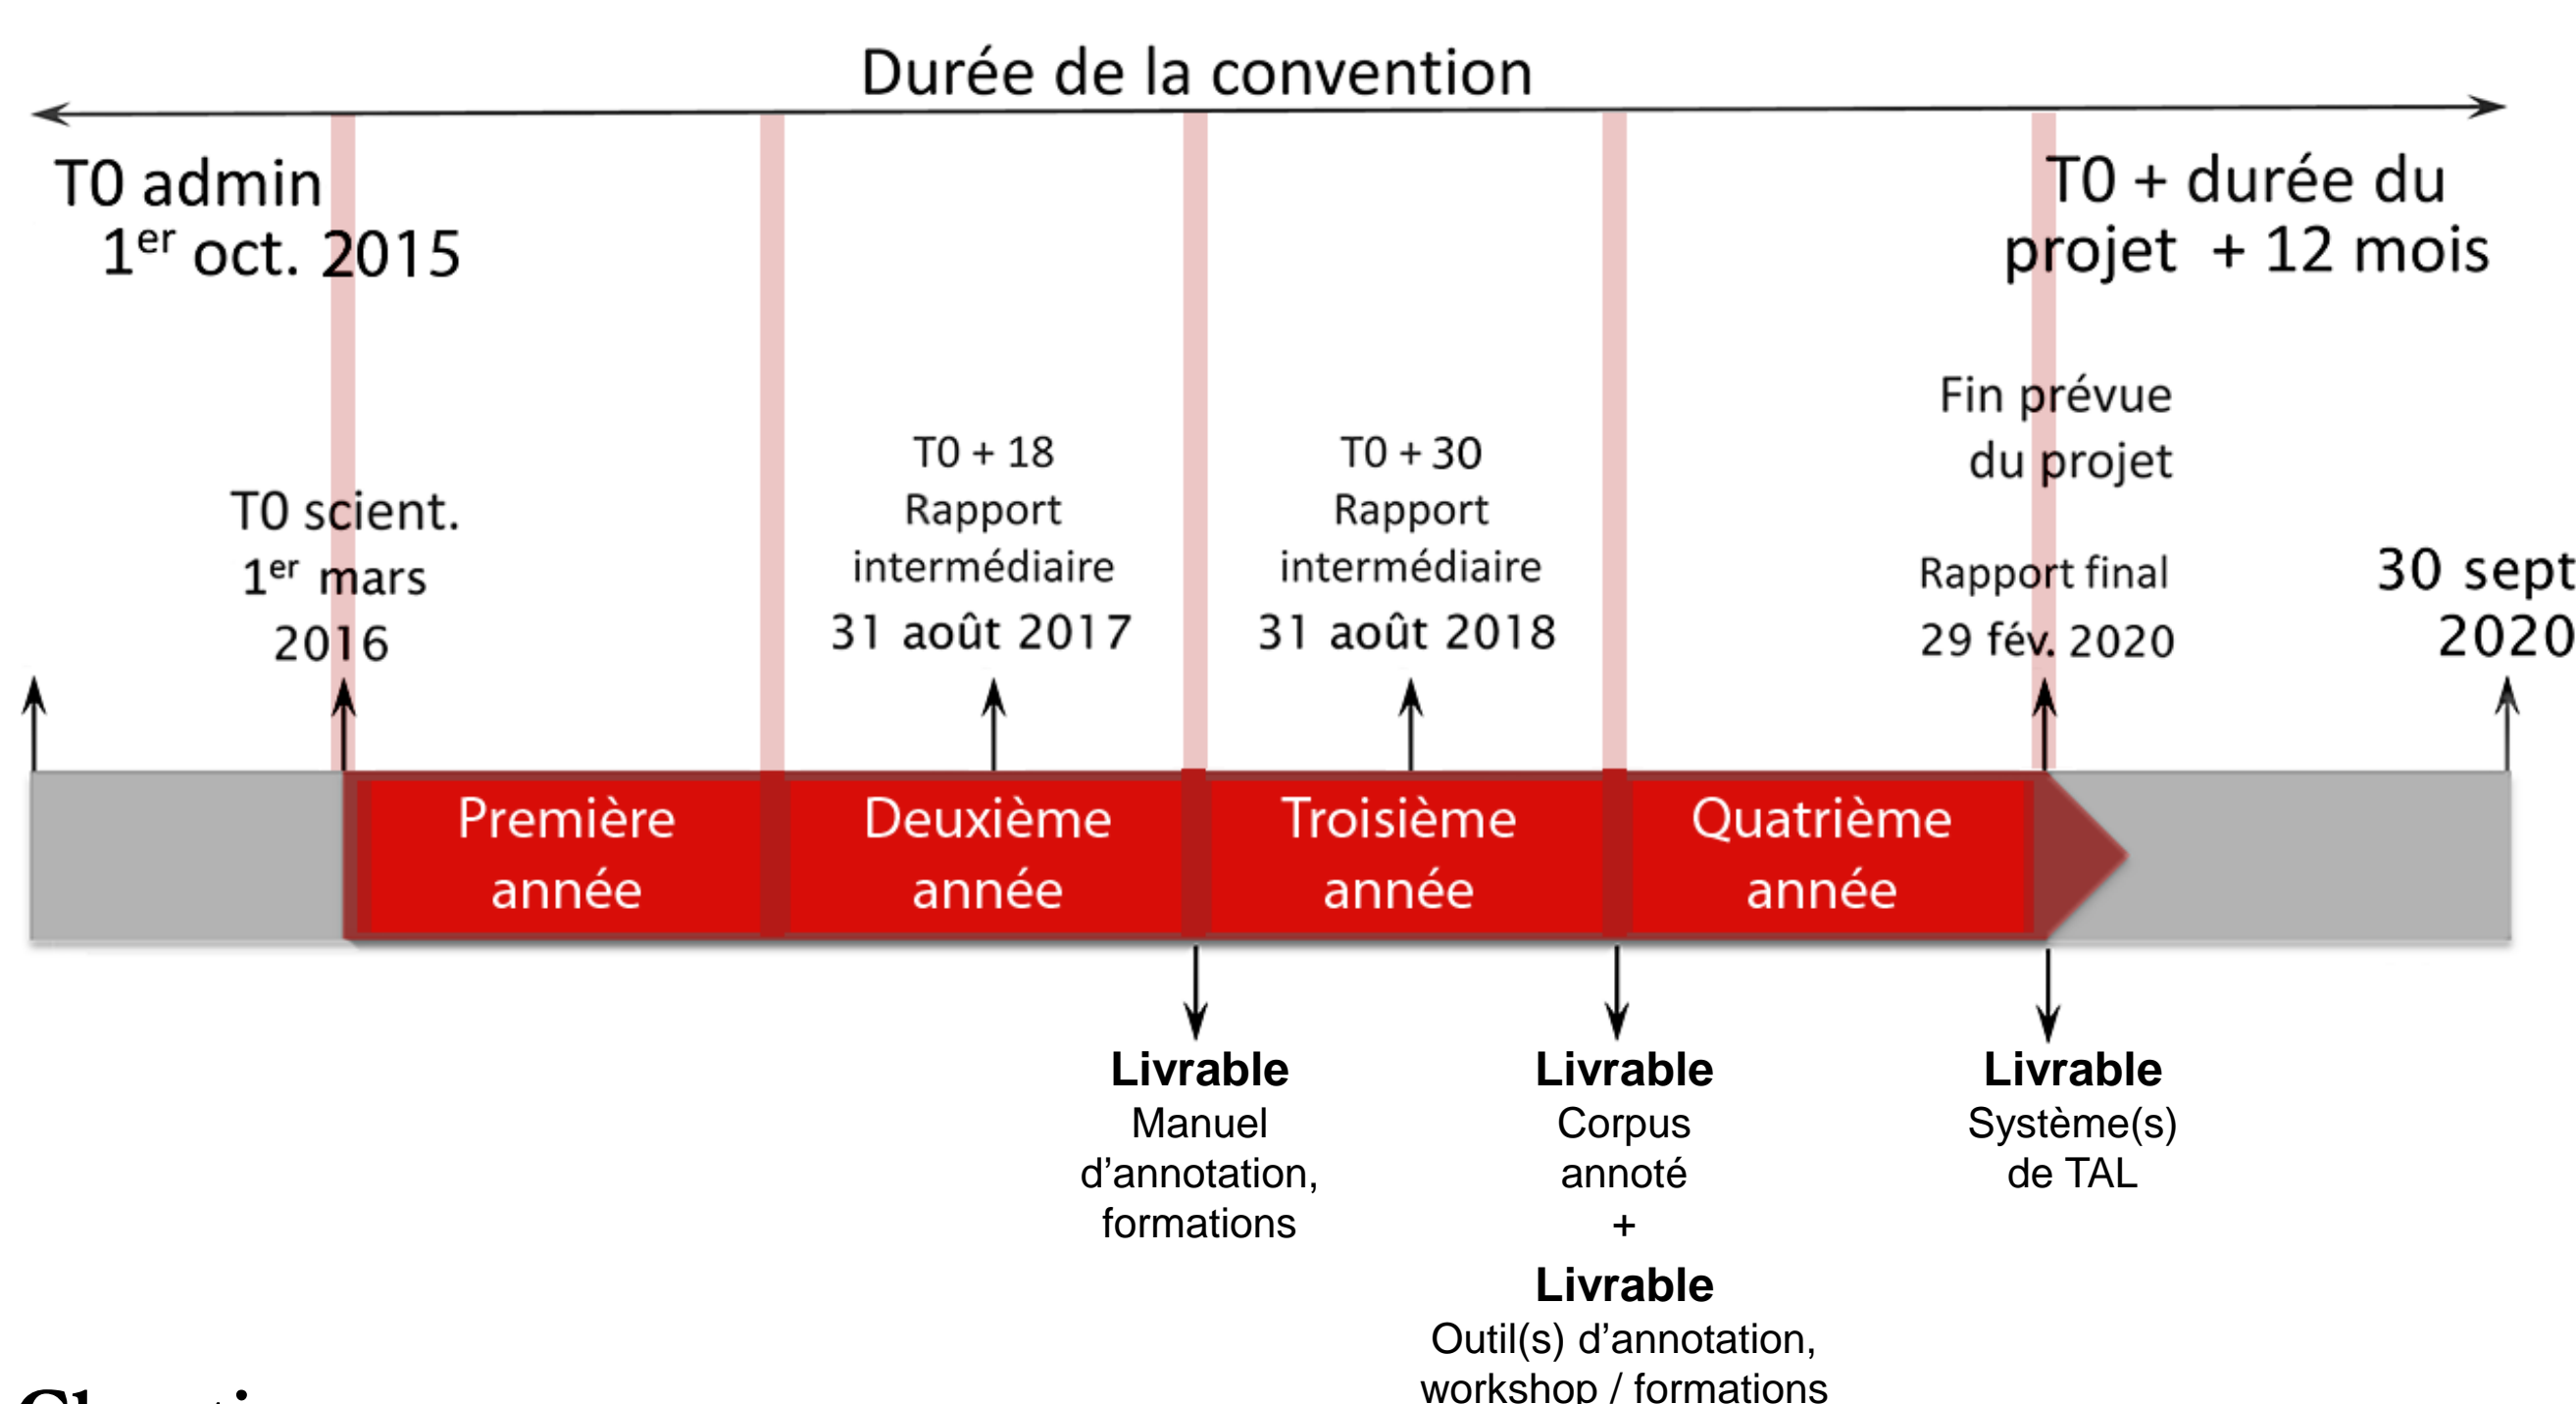 Durée de la convention
T0 admin
1er oct. 2015
T0 + durée du
projet + 12 mois
T0 scient.
1er mars
2016
T0 + 18
Rapport
intermédiaire
31 août 2017
T0 + 30
Rapport
intermédiaire
31 août 2018
Fin prévue
du projet
Rapport final
29 fév. 2020
30 sept
2020
Première
année
Deuxième
année
Troisième
année
Quatrième
année
Livrable
Manuel
d’annotation,
formations
Livrable
Corpus
annoté
+
Livrable
Outil(s) d’annotation,
workshop / formations
Livrable
Système(s)
de TAL